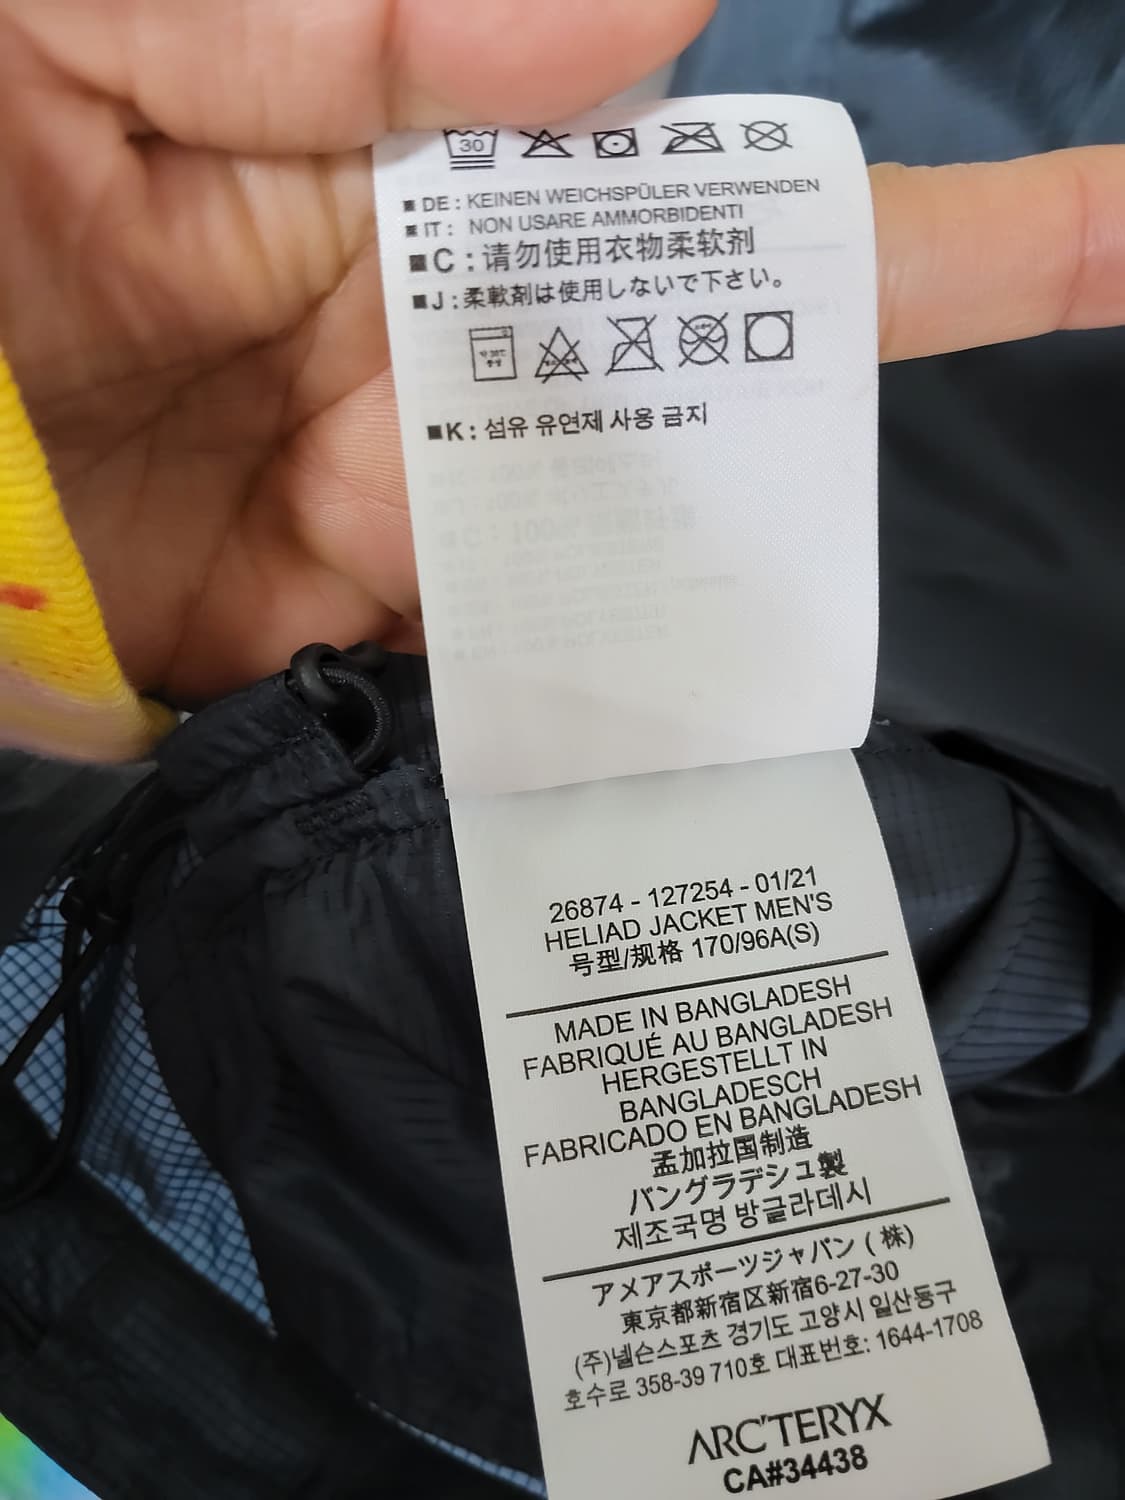 30
■ DE : KEINEN WEICHSPÜLER VERWENDEN
■ IT : NON USARE AMMORBIDENTI
■C : 请勿使用衣物柔软剂
■J : 柔軟剤は使用しないで下さい。
■K : 섬유 유연제 사용 금지
26874 - 127254 - 01/21
HELIAD JACKET MEN'S
号型/规格 170/96A(S)
MADE IN BANGLADESH
FABRIQUÉ AU BANGLADESH
HERGESTELLT IN
BANGLADESCH
FABRICADO EN BANGLADESH
孟加拉国制造
バングラデシュ製
제조국명 방글라데시
アメアスポーツジャパン ( 株)
東京都新宿区新宿6-27-30
(주)넬슨스포츠 경기도 고양시 일산동구
호수로 358-39 710호 대표번호: 1644-1708
ARC'TERYX
CA#34438